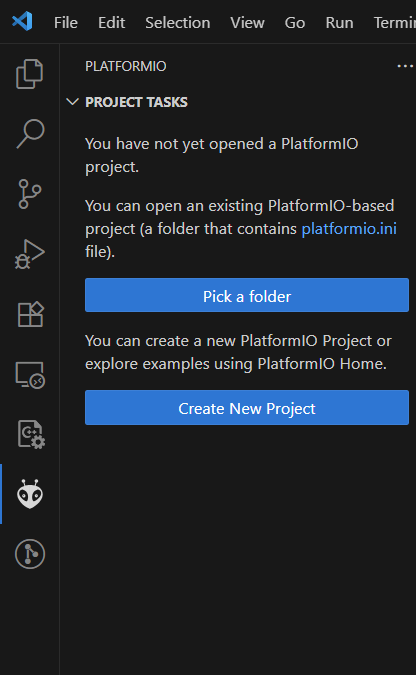 File Edit Selection View Go Run
PLATFORMIO
PROJECT TASKS
You have not yet opened a PlatformIO
project.
You can open an existing PlatformIO-based
project (a folder that contains platformio.ini
file).
Pick a folder
You can create a new PlatformIO Project or
explore examples using PlatformIO Home.
Create New Project